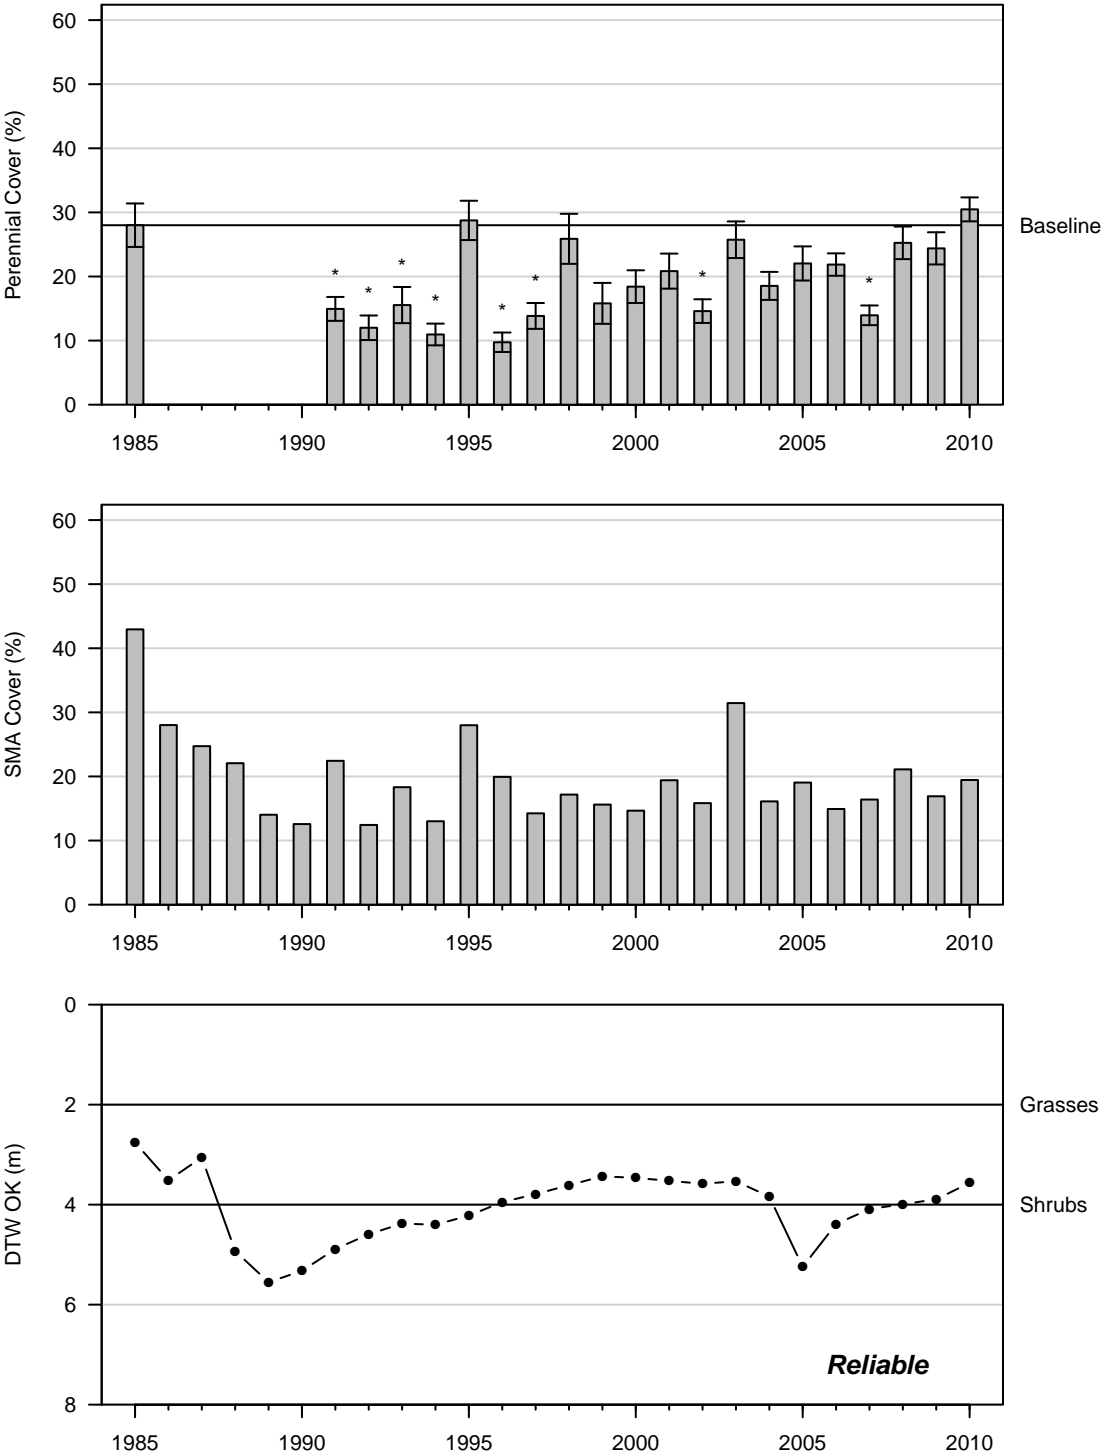 60
50
40
30
20
10
0
Perennial Cover (%)
* * * * * * * *
Baseline
1985 1990 1995 2000 2005 2010
60
50
40
30
20
10
0
SMA Cover (%)
1985 1990 1995 2000 2005 2010
0
2
4
6
8
DTW OK (m)
Grasses
Shrubs
Reliable
1985 1990 1995 2000 2005 2010